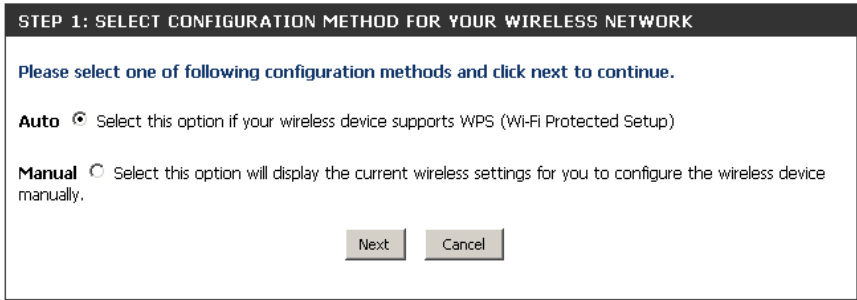 STEP 1: SELECT CONFIGURATION METHOD FOR YOUR WIRELESS NETWORK
Please select one of following configuration methods and click next to continue.
Auto Select this option if your wireless device supports WPS (Wi-Fi Protected Setup)
Manual Select this option will display the current wireless settings for you to configure the wireless device
manually.
Next Cancel